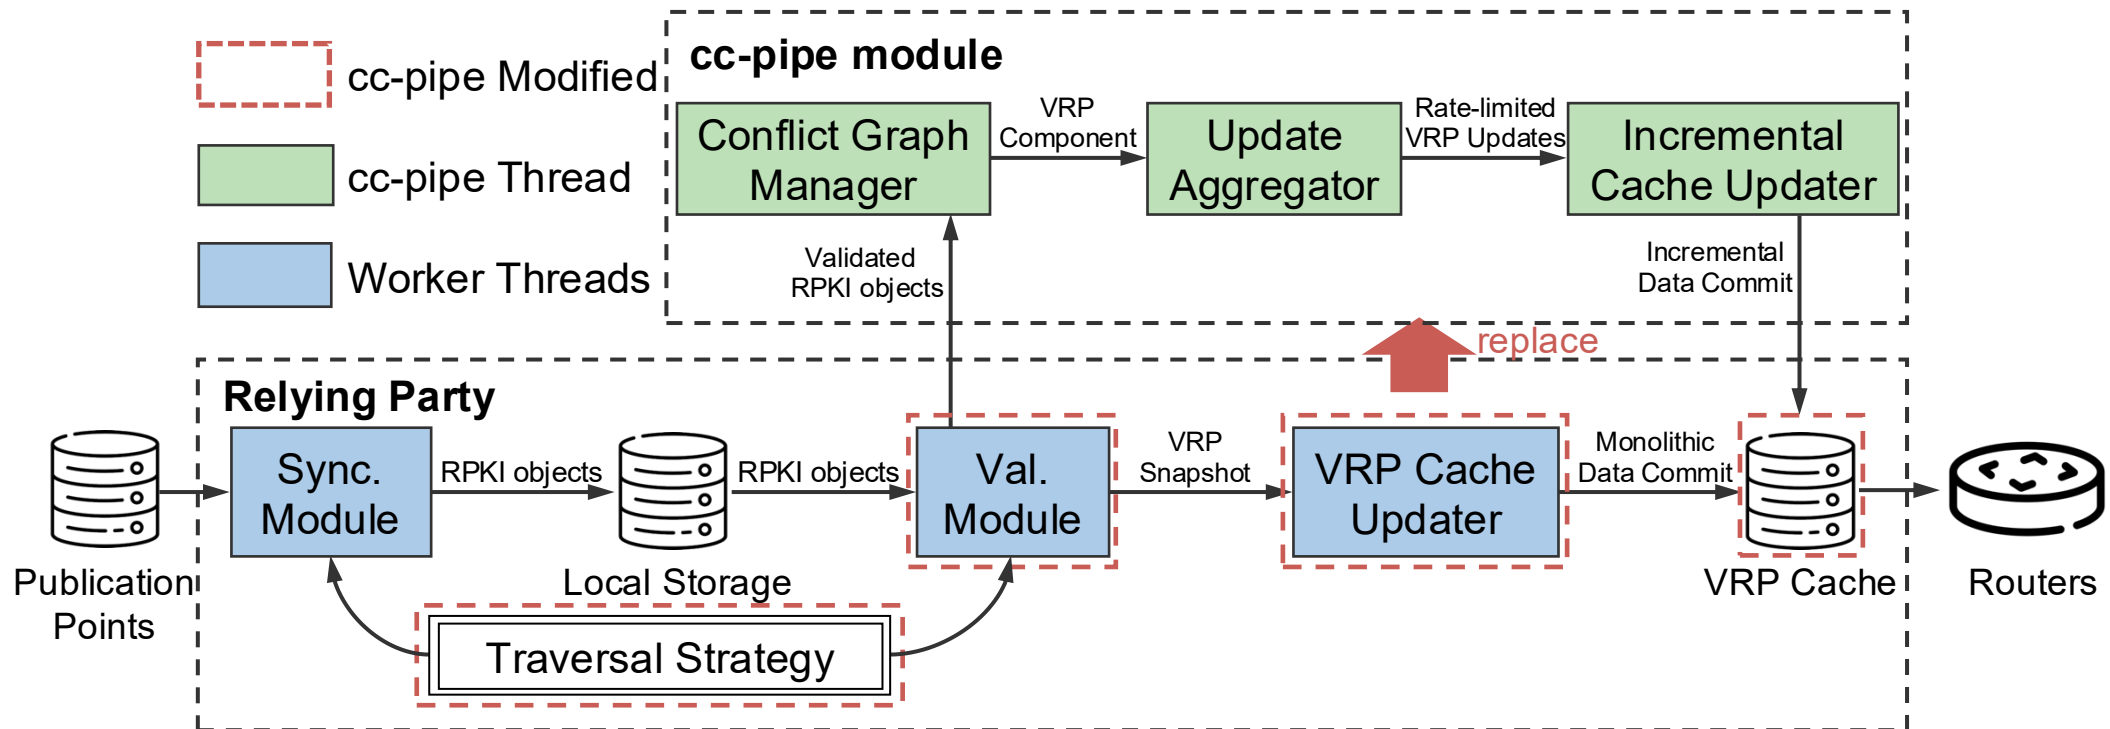 cc-pipe Modified
cc-pipe Thread
Worker Threads
cc-pipe module
Conflict Graph
Manager
VRP
Component
Update
Aggregator
Rate-limited
VRP Updates
Incremental
Cache Updater
Validated
RPKI objects
Incremental
Data Commit
replace
Relying Party
Publication
Points
Sync.
Module
RPKI objects
Local Storage
RPKI objects
Val.
Module
VRP
Snapshot
VRP Cache
Updater
Monolithic
Data Commit
VRP Cache
Routers
Traversal Strategy